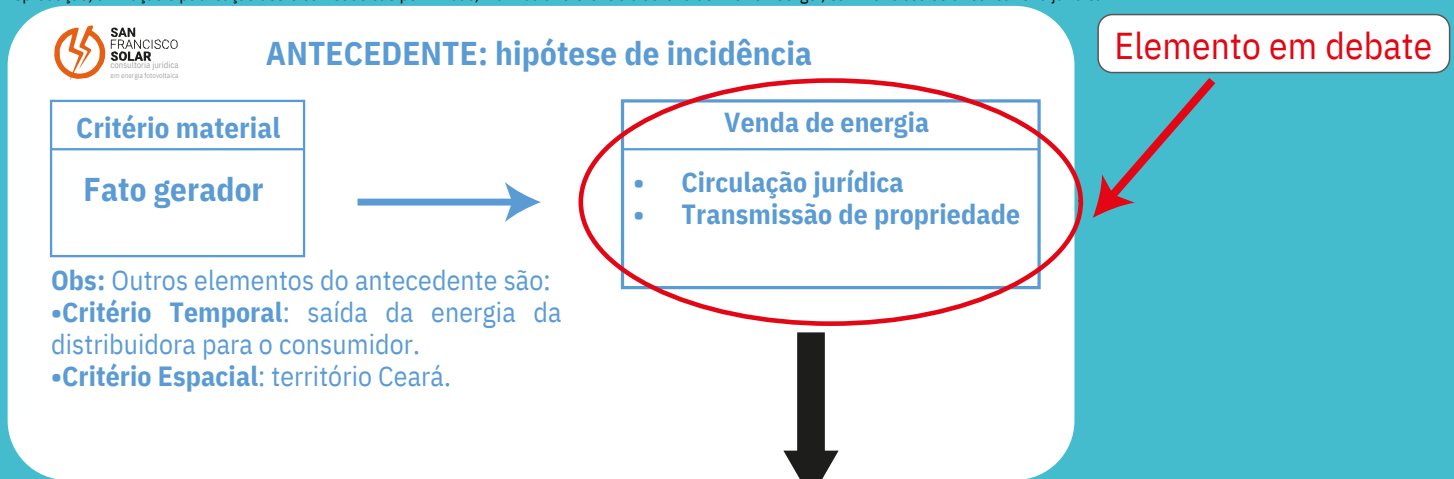 SAN
FRANCISCO
SOLAR
consultoria jurídica
em energia fotovoltaica
ANTECEDENTE: hipótese de incidência
Elemento em debate
Critério material
Fato gerador
Venda de energia
• Circulação jurídica
• Transmissão de propriedade
Obs: Outros elementos do antecedente são:
•Critério Temporal: saída da energia da
distribuidora para o consumidor.
•Critério Espacial: território Ceará.